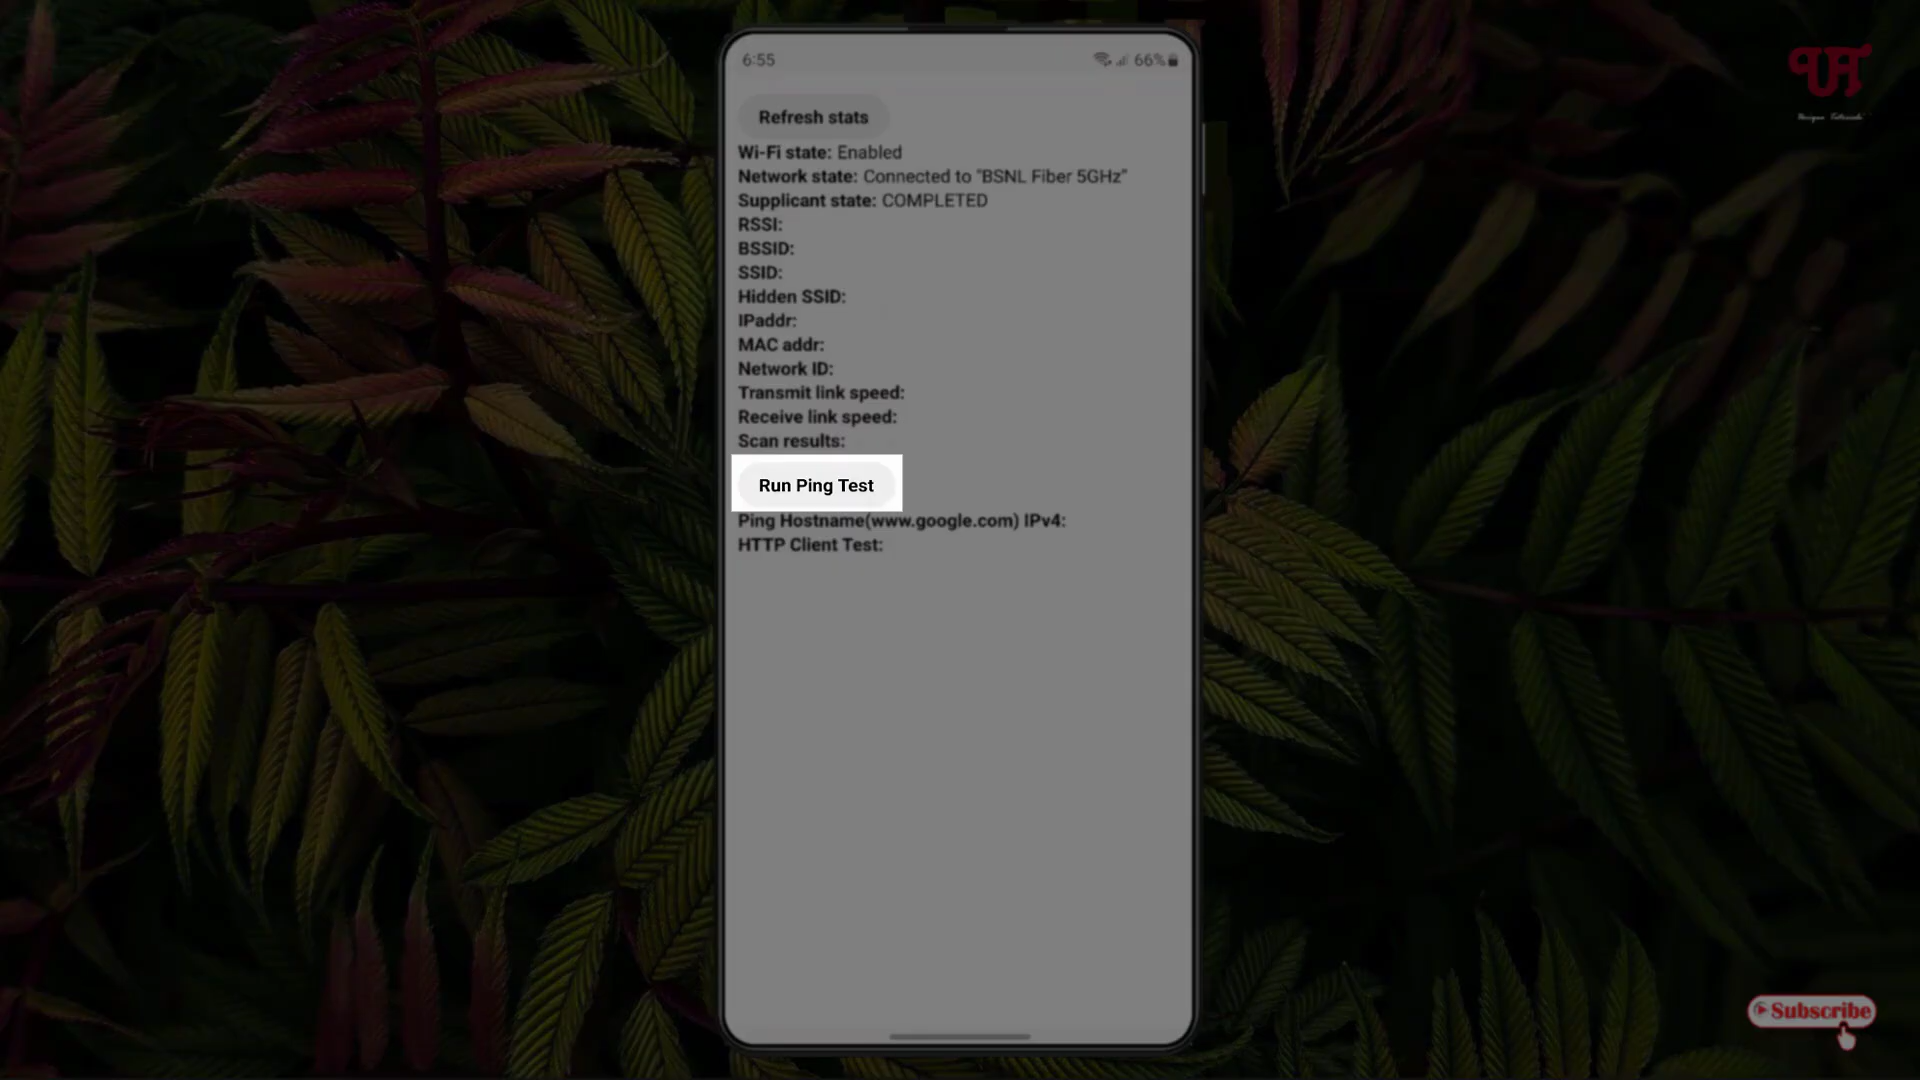 6:55
66%
Refresh stats
Wi-Fi state: Enabled
Network state: Connected to "BSNL Fiber 5GHz"
Supplicant state: COMPLETED
RSSI:
BSSID:
SSID:
Hidden SSID:
IPaddr:
MAC addr:
Network ID:
Transmit link speed:
Receive link speed:
Scan results:
Run Ping Test
Ping Hostname(www.google.com) IPv4:
HTTP Client Test:
Subscribe